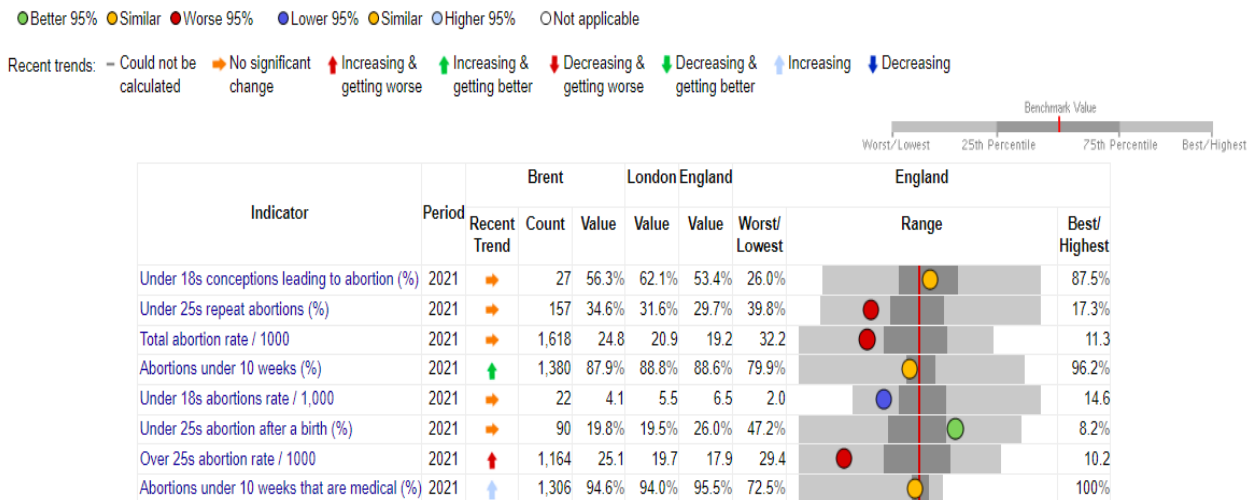 Better 95% Similar Worse 95% Lower 95% Similar Higher 95% Not applicable
Recent trends: Could not be calculated No significant change Increasing & getting worse Increasing & getting better Decreasing & getting worse Decreasing & getting better Increasing Decreasing
Benchmark Value
Worst/Lowest 25th Percentile 75th Percentile Best/Highest
Indicator Period Brent London England England
Recent Trend Count Value Value Value Worst/Lowest Range Best/Highest
Under 18s conceptions leading to abortion (%) 2021 27 56.3% 62.1% 53.4% 26.0% 87.5%
Under 25s repeat abortions (%) 2021 157 34.6% 31.6% 29.7% 39.8% 17.3%
Total abortion rate / 1000 2021 1,618 24.8 20.9 19.2 32.2 11.3
Abortions under 10 weeks (%) 2021 1,380 87.9% 88.8% 88.6% 79.9% 96.2%
Under 18s abortions rate / 1,000 2021 22 4.1 5.5 6.5 2.0 14.6
Under 25s abortion after a birth (%) 2021 90 19.8% 19.5% 26.0% 47.2% 8.2%
Over 25s abortion rate / 1000 2021 1,164 25.1 19.7 17.9 29.4 10.2
Abortions under 10 weeks that are medical (%) 2021 1,306 94.6% 94.0% 95.5% 72.5% 100%